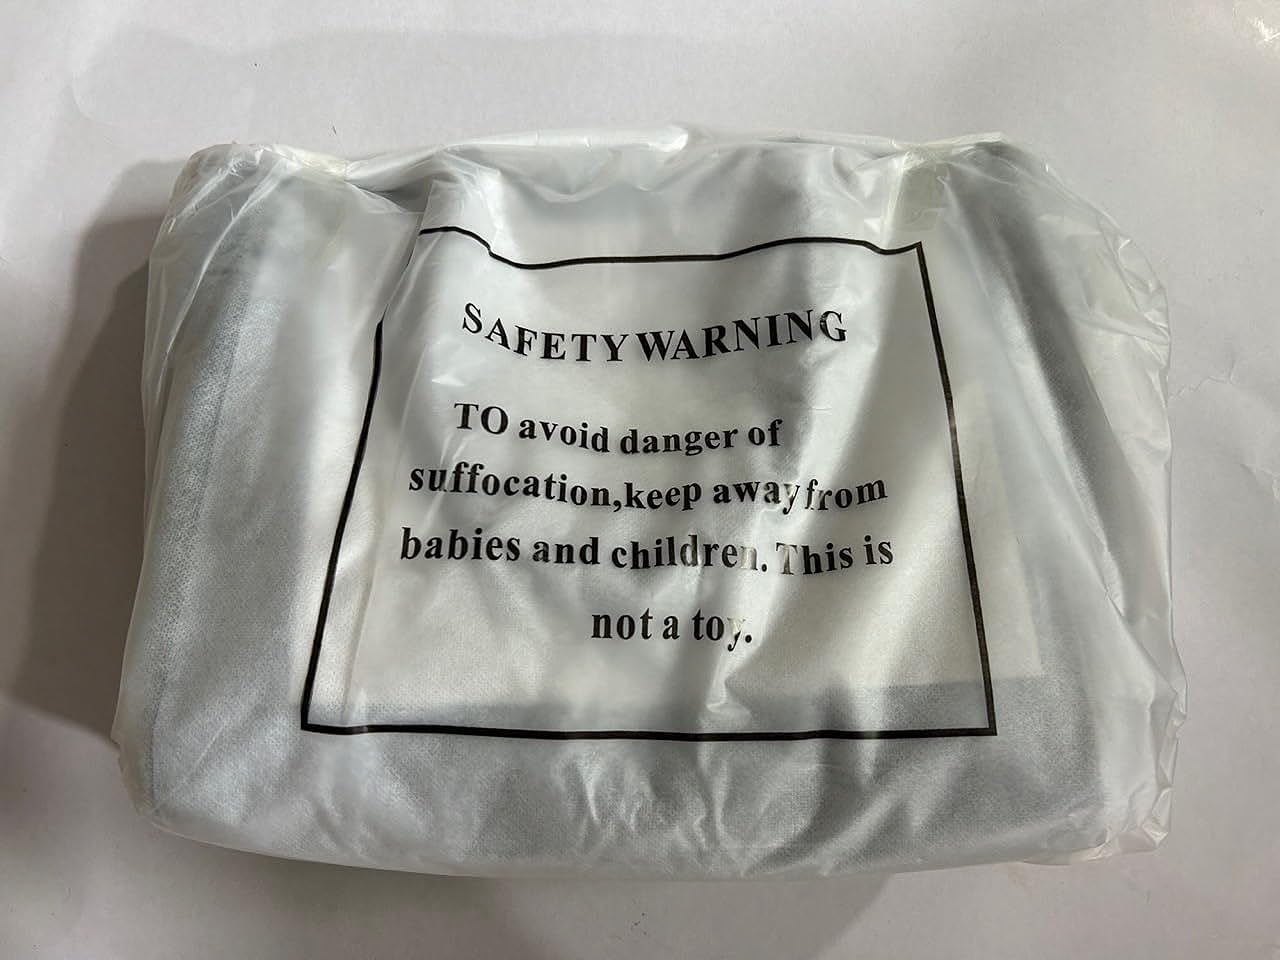 SAFETY WARNING
TO avoid danger of
suffocation,keep away from
babies and children. This is
not a toy.